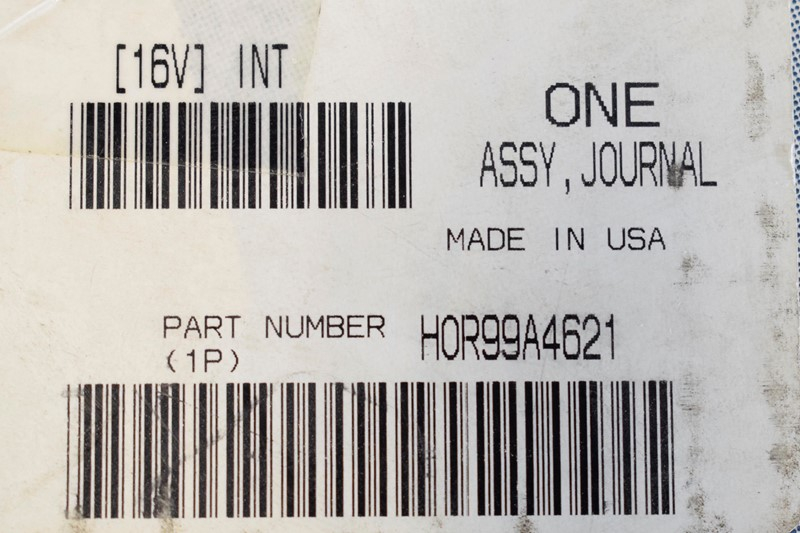 [16V] INT
ONE
ASSY,JOURNAL
MADE IN USA
PART NUMBER HOR99A4621
(1P)